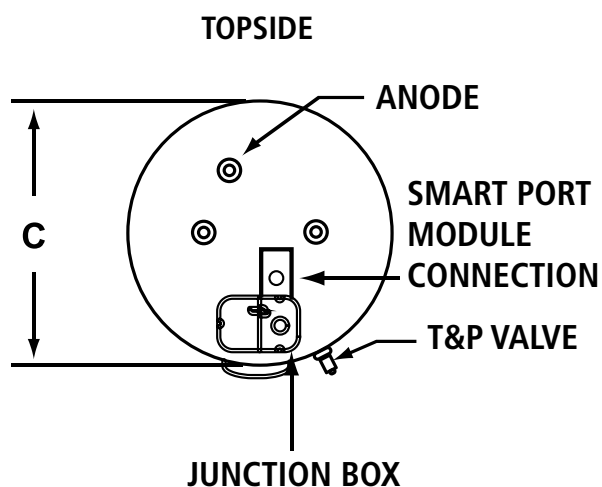 TOPSIDE
ANODE
SMART PORT
MODULE
CONNECTION
C
T&P VALVE
JUNCTION BOX